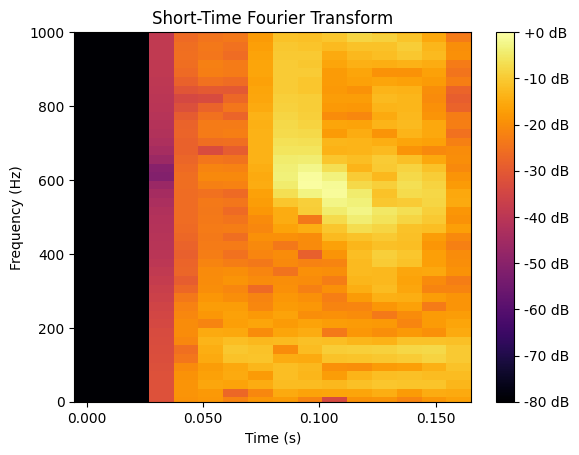 Short-Time Fourier Transform
1000
800
600
400
200
0
Frequency (Hz)
0.000
0.050
0.100
0.150
Time (s)
+0 dB
-10 dB
-20 dB
-30 dB
-40 dB
-50 dB
-60 dB
-70 dB
-80 dB